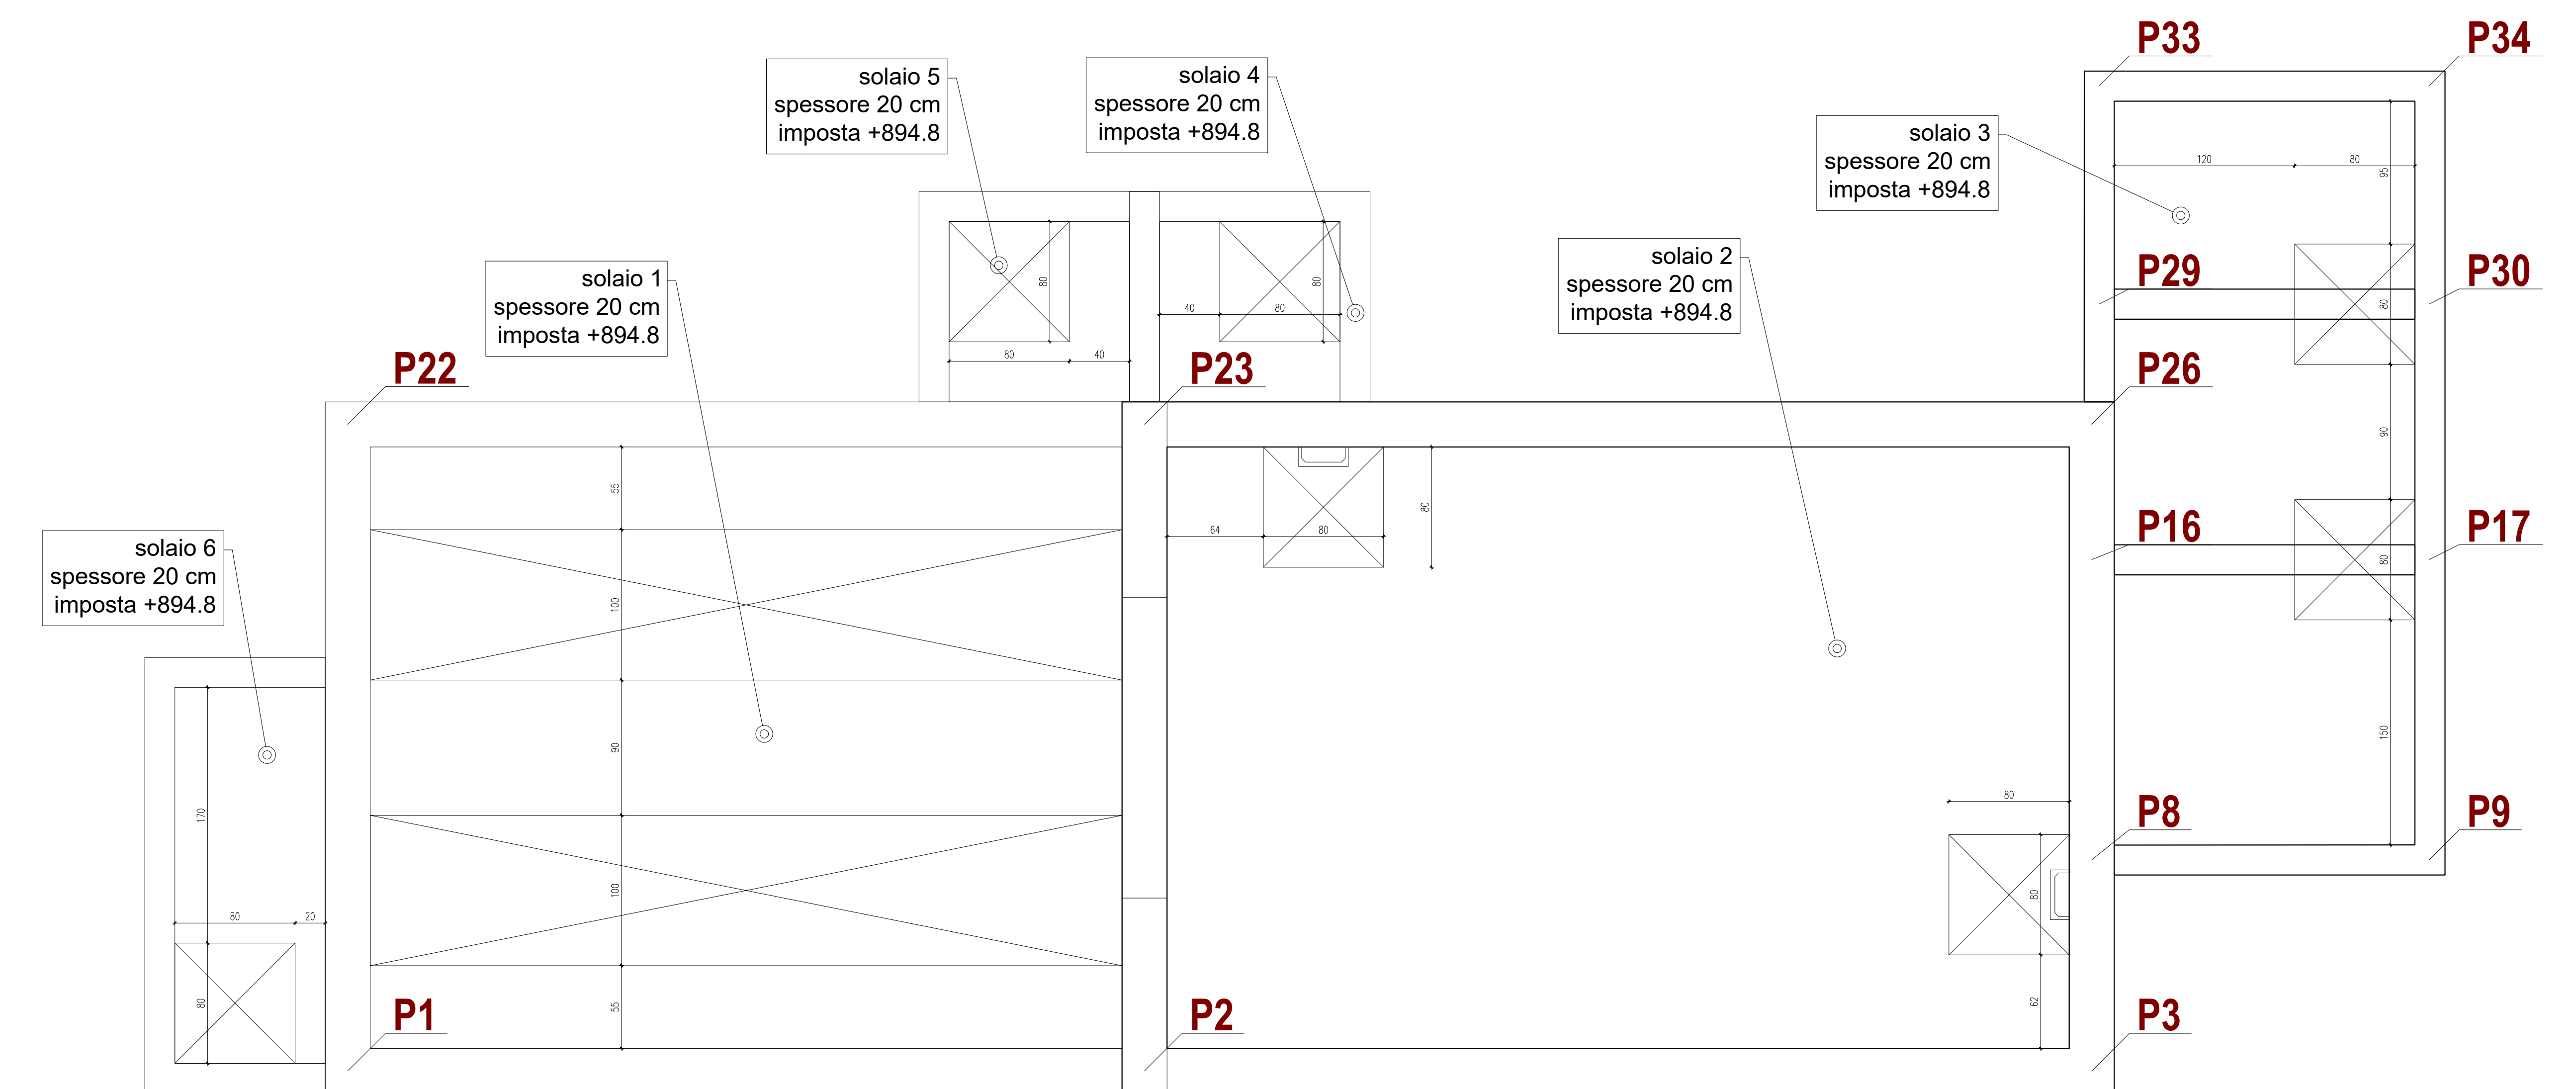 P33
P34
solaio 5
spessore 20 cm
imposta +894.8
solaio 4
spessore 20 cm
imposta +894.8
solaio 3
spessore 20 cm
imposta +894.8
120
80
95
solaio 2
spessore 20 cm
imposta +894.8
solaio 1
spessore 20 cm
imposta +894.8
P29
P30
80
80
80
40
80
80
40
P22
P23
P26
55
90
80
64
80
P16
P17
80
solaio 6
spessore 20 cm
imposta +894.8
100
90
150
170
80
P8
P9
80
20
100
80
80
55
62
P1
P2
P3